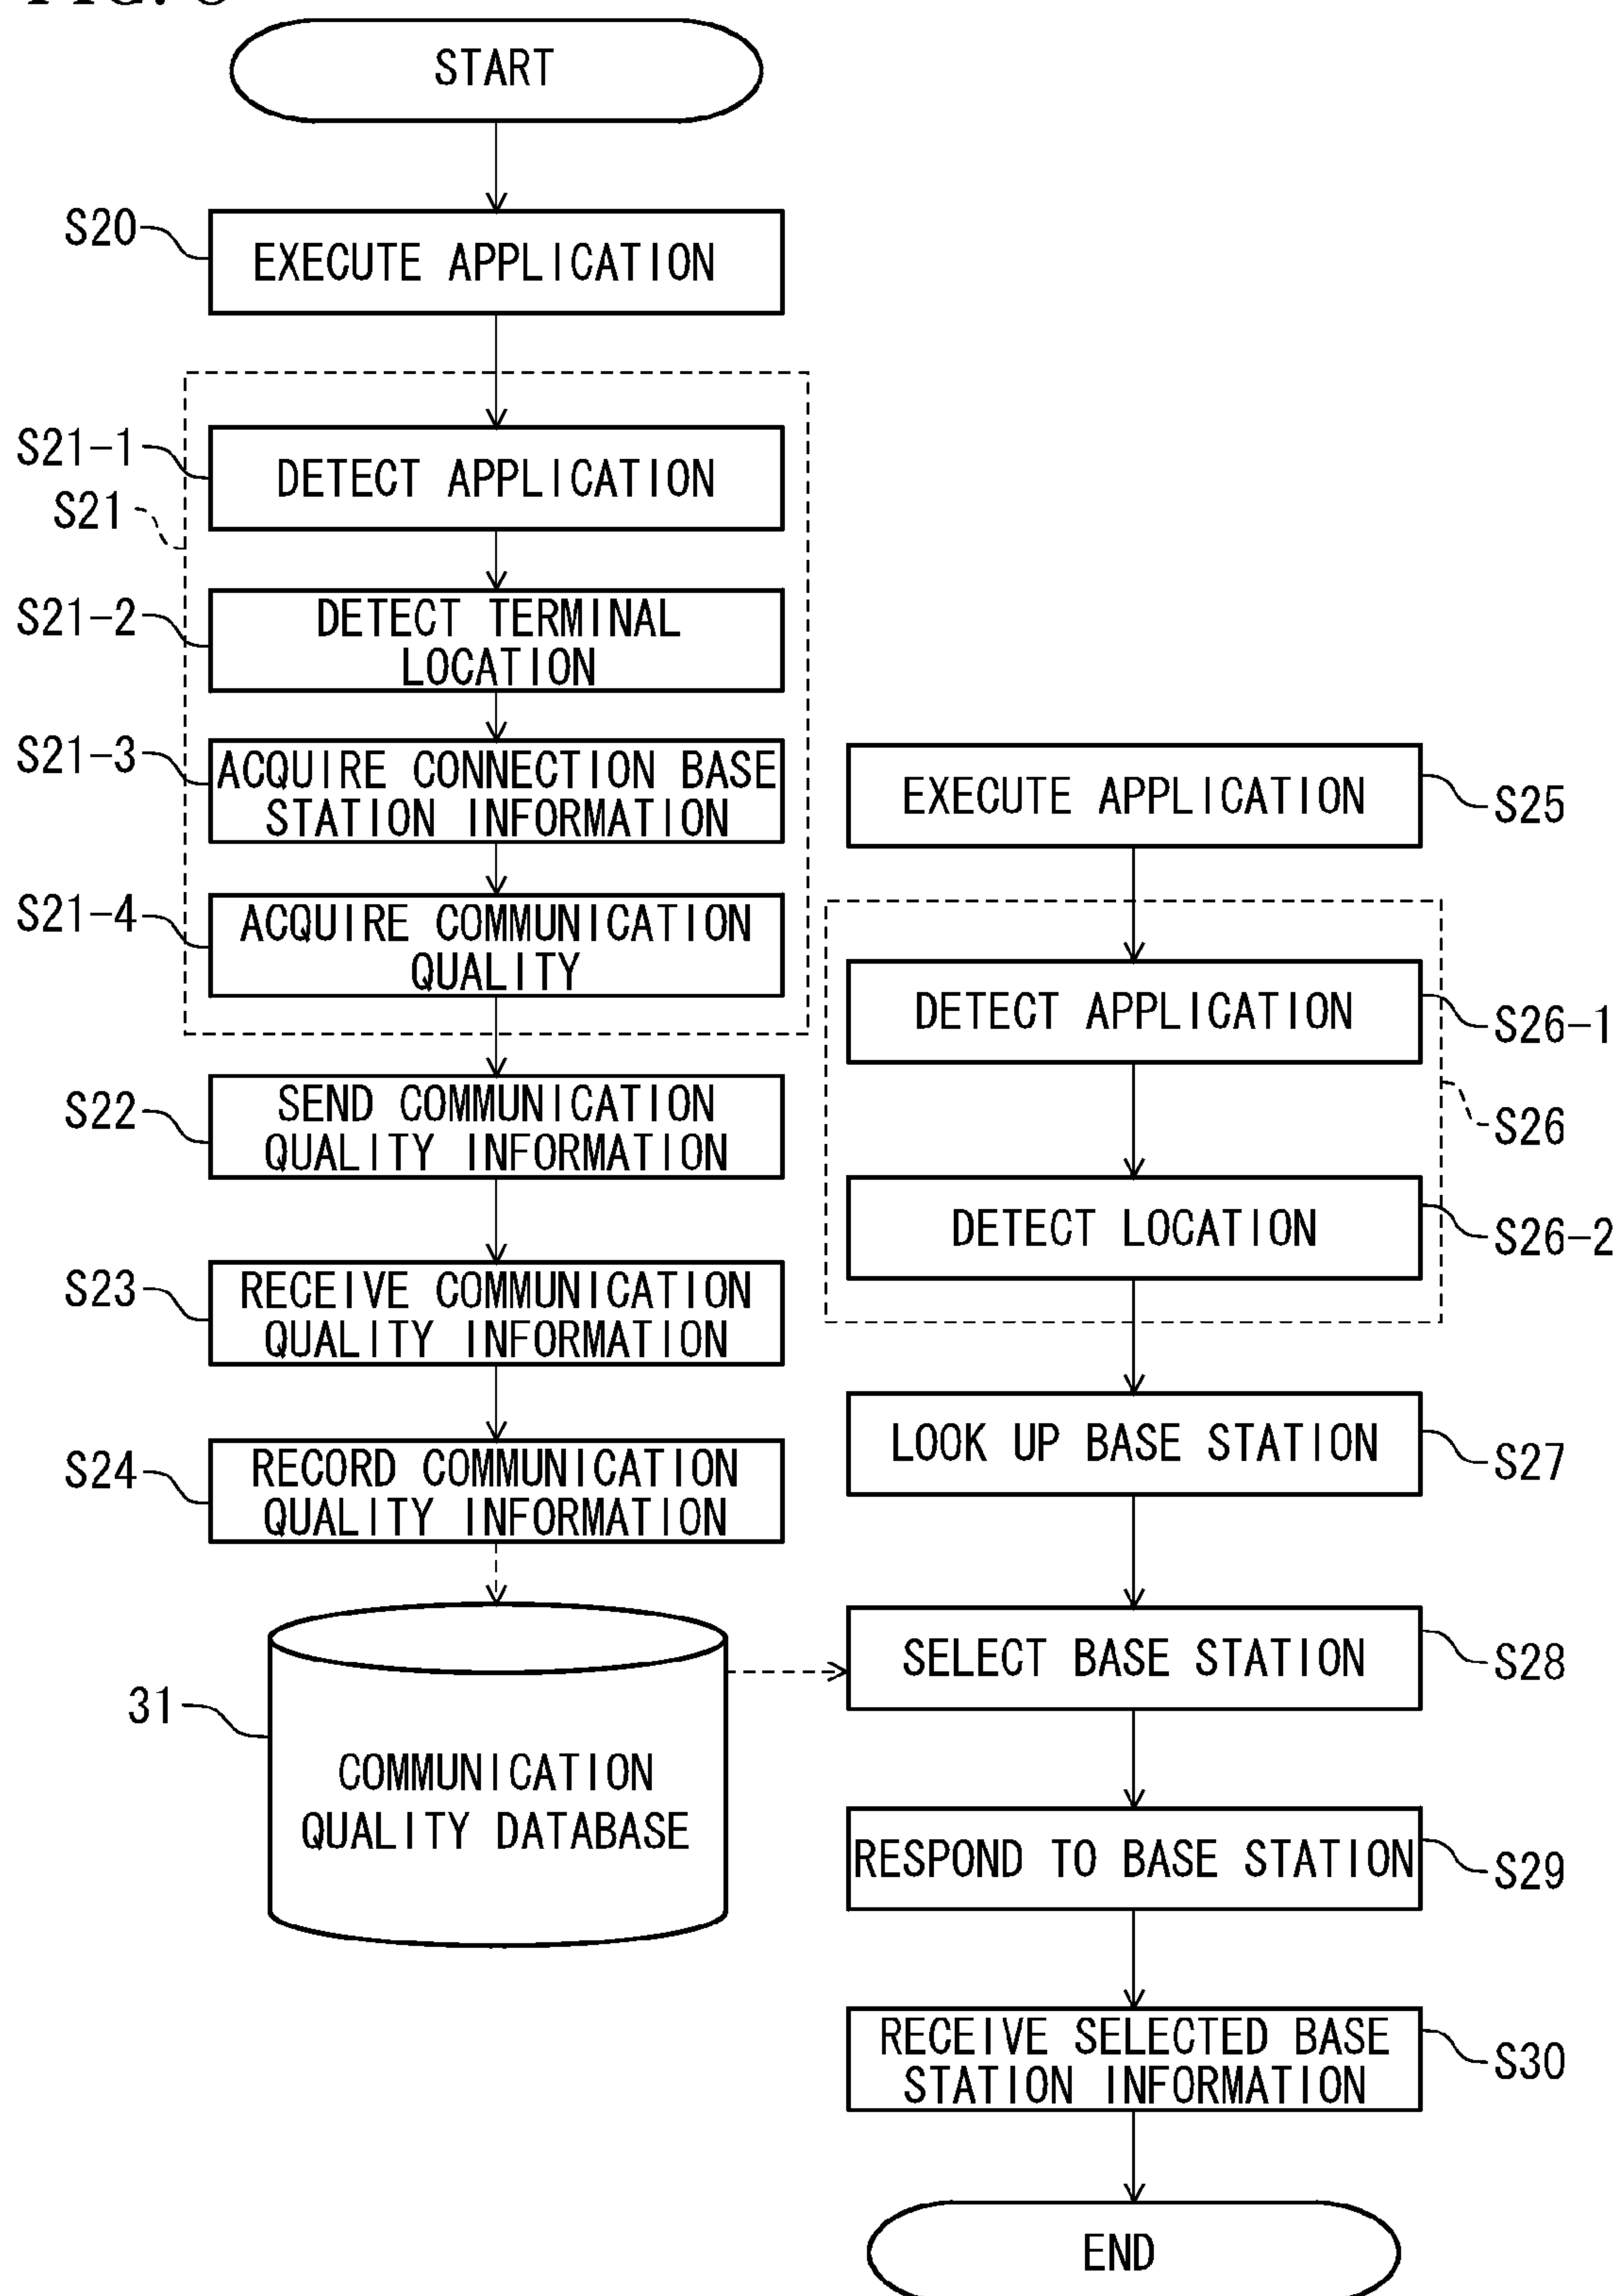 START
S20
EXECUTE APPLICATION
S21-1
DETECT APPLICATION
S21
S21-2
DETECT TERMINAL
LOCATION
S21-3
ACQUIRE CONNECTION BASE
STATION INFORMATION
S21-4
ACQUIRE COMMUNICATION
QUALITY
S22
SEND COMMUNICATION
QUALITY INFORMATION
S23
RECEIVE COMMUNICATION
QUALITY INFORMATION
S24
RECORD COMMUNICATION
QUALITY INFORMATION
31
COMMUNICATION
QUALITY DATABASE
EXECUTE APPLICATION
S25
DETECT APPLICATION
S26-1
S26
DETECT LOCATION
S26-2
LOOK UP BASE STATION
S27
SELECT BASE STATION
S28
RESPOND TO BASE STATION
S29
RECEIVE SELECTED BASE
STATION INFORMATION
S30
END